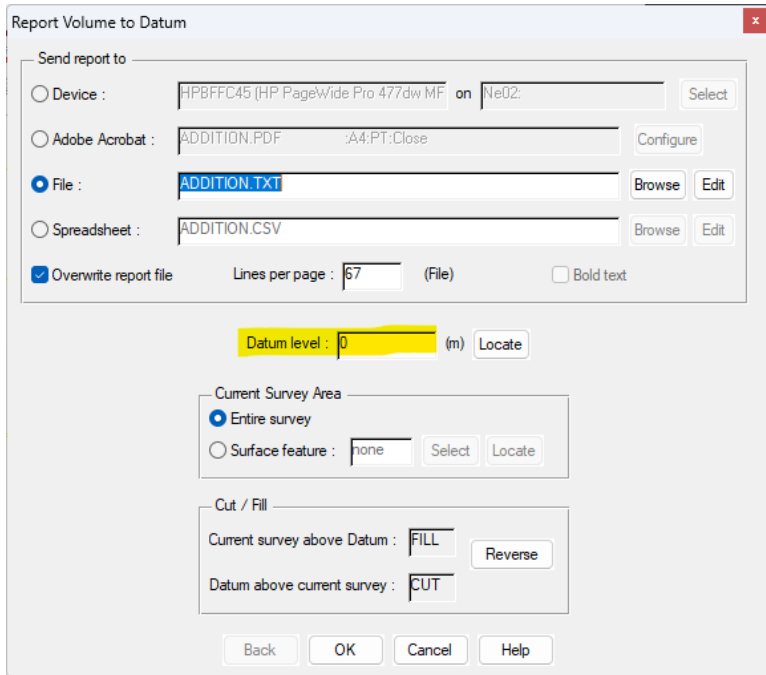 Report Volume to Datum
x
Send report to
Device : HPBFFC45 (HP PageWide Pro 477dw MF on Ne02: Select
Adobe Acrobat : ADDITION.PDF :A4:PT:Close Configure
File : ADDITION.TXT Browse Edit
Spreadsheet : ADDITION.CSV Browse Edit
Overwrite report file Lines per page : 67 (File) Bold text
Datum level : 0 (m) Locate
Current Survey Area
Entire survey
Surface feature : none Select Locate
Cut / Fill
Current survey above Datum : FILL
Reverse
Datum above current survey : CUT
Back OK Cancel Help